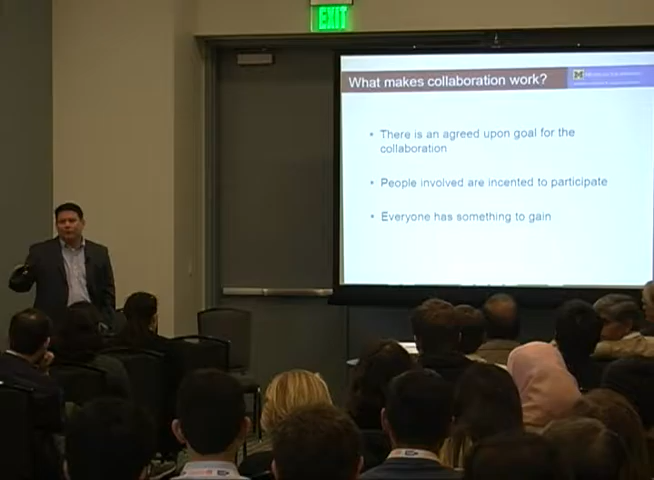 EXIT
What makes collaboration work?
• There is an agreed upon goal for the
collaboration
• People involved are incented to participate
• Everyone has something to gain